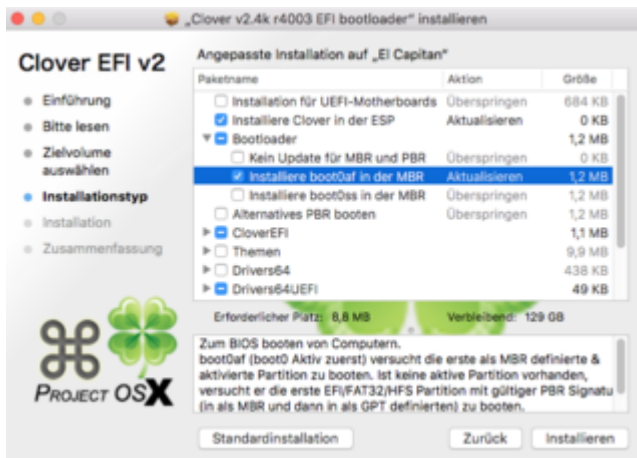 „Clover v2.4k r4003 EFI bootloader“ installieren
Clover EFI v2
Angepasste Installation auf „El Capitan“
Paketname Aktion Größe
Einführung
Bitte lesen
Zielvolume
auswählen
Installationstyp
Installation
Zusammenfassung
Installation für UEFI-Motherboards Überspringen 684 KB
Installiere Clover in der ESP Aktualisieren 0 KB
Bootloader 1,2 MB
Kein Update für MBR und PBR Überspringen 0 KB
Installiere boot0af in der MBR Aktualisieren 1,2 MB
Installiere boot0ss in der MBR Überspringen 1,2 MB
Alternatives PBR booten Überspringen 1,2 MB
CloverEFI 1,1 MB
Themen 9,9 MB
Drivers64 438 KB
Drivers64UEFI 49 KB
Erforderlicher Platz: 8,8 MB Verbleibend: 129 GB
Zum BIOS booten von Computern.
boot0af (boot0 Aktiv zuerst) versucht die erste als MBR definierte &
aktivierte Partition zu booten. Ist keine aktive Partition vorhanden,
versucht er die erste EFI/FAT32/HFS Partition mit gültiger PBR Signatu
(in als MBR und dann in als GPT definierten) zu booten.
PROJECT OSX
Standardinstallation Zurück Installieren